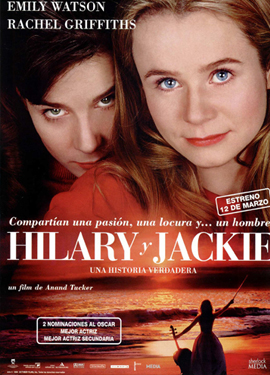 EMILY WATSON
RACHEL GRIFFITHS
ESTRENO
12 DE MARZO
Compartían una pasión, una locura y... un hombre
HILARY y JACKIE
UNA HISTORIA VERDADERA
un film de Anand Tucker
2 NOMINACIONES AL OSCAR
MEJOR ACTRIZ
MEJOR ACTRIZ SECUNDARIA
sherlock
MEDIA